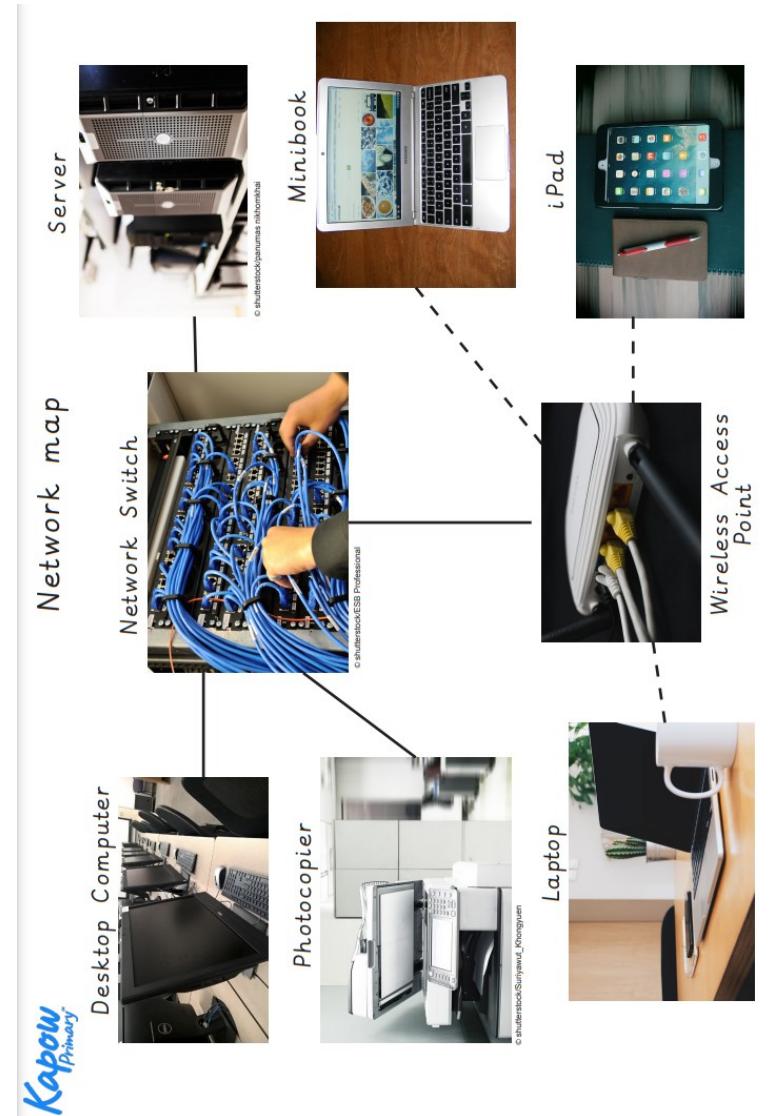 Kapow
Primary
Network map
Desktop Computer
Network Switch
© shutterstock/ESB Professional
Server
© shutterstock/panumas nikhomkhai
Photocopier
© shutterstock/Suriyawut_Khongyuen
Minibook
Laptop
Wireless Access
Point
iPad